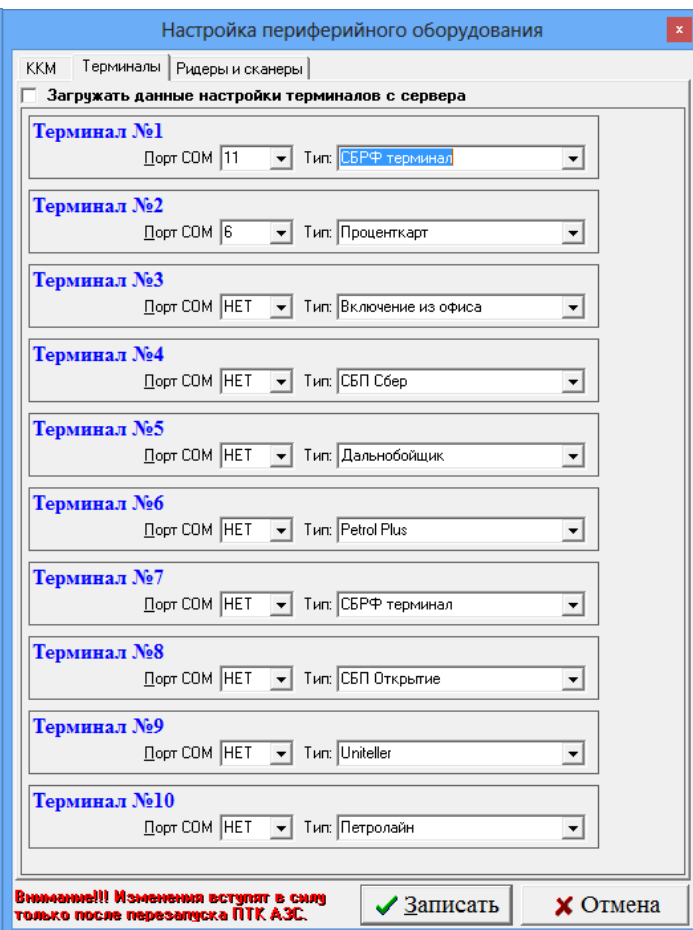 Настройка периферийного оборудования
x
ККМ Терминалы Ридеры и сканеры
Загружать данные настройки терминалов с сервера
Терминал №1
Порт COM 11 Тип: СБРФ терминал
Терминал №2
Порт COM 6 Тип: Проценткарт
Терминал №3
Порт COM НЕТ Тип: Включение из офиса
Терминал №4
Порт COM НЕТ Тип: СБП Сбер
Терминал №5
Порт COM НЕТ Тип: Дальнобойщик
Терминал №6
Порт COM НЕТ Тип: Petrol Plus
Терминал №7
Порт COM НЕТ Тип: СБРФ терминал
Терминал №8
Порт COM НЕТ Тип: СБП Открытие
Терминал №9
Порт COM НЕТ Тип: Uniteller
Терминал №10
Порт COM НЕТ Тип: Петролайн
Внимание!!! Изменения вступят в силу
только после перезапуска ПТК АЗС.
Записать
Отмена